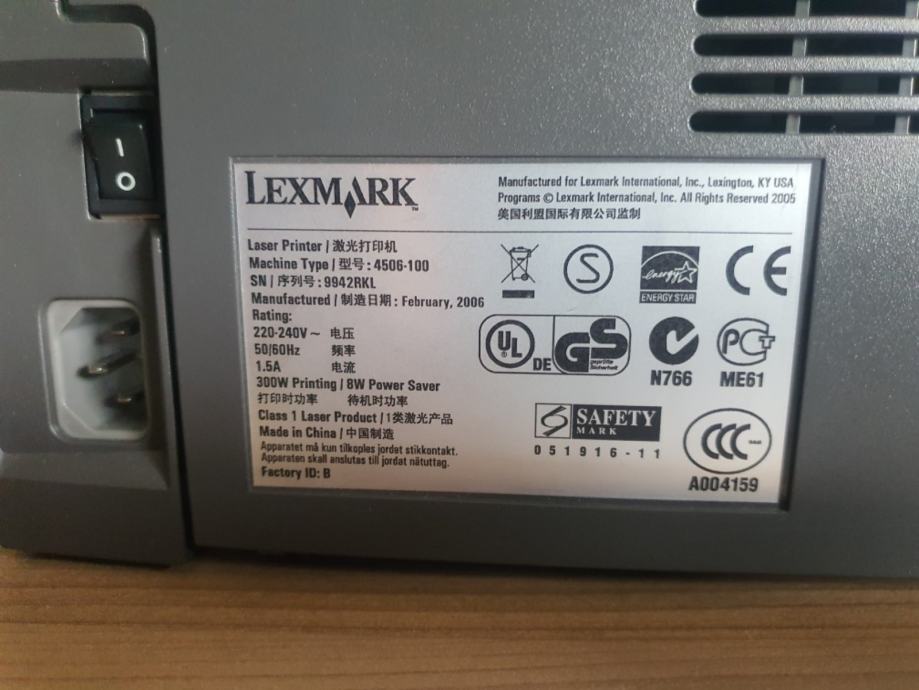 LEXMARK™
Manufactured for Lexmark International, Inc., Lexington, KY USA
Programs © Lexmark International, Inc. All Rights Reserved 2005
美国利盟国际有限公司监制
Laser Printer / 激光打印机
Machine Type / 型号: 4506-100
SN / 序列号: 9942RKL
Manufactured / 制造日期: February, 2006
Rating:
220-240V ~ 电压
50/60Hz 频率
1.5A 电流
300W Printing / 8W Power Saver
打印时功率 待机时功率
Class 1 Laser Product / 1类激光产品
Made in China / 中国制造
Apparatet må kun tilkoples jordet stikkontakt.
Apparaten skall anslutas till jordat nätuttag.
Factory ID: B
S
energy
ENERGY STAR
CE
UL
DE
GS
geprüfte
Sicherheit
N766
PCT
ME61
S SAFETY
MARK
051916-11
CCC
A004159
I
O